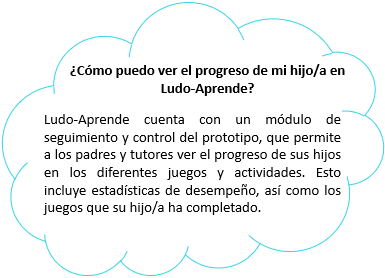 ¿Cómo puedo ver el progreso de mi hijo/a en
Ludo-Aprende?
Ludo-Aprende cuenta con un módulo de
seguimiento y control del prototipo, que permite
a los padres y tutores ver el progreso de sus hijos
en los diferentes juegos y actividades. Esto
incluye estadísticas de desempeño, así como los
juegos que su hijo/a ha completado.